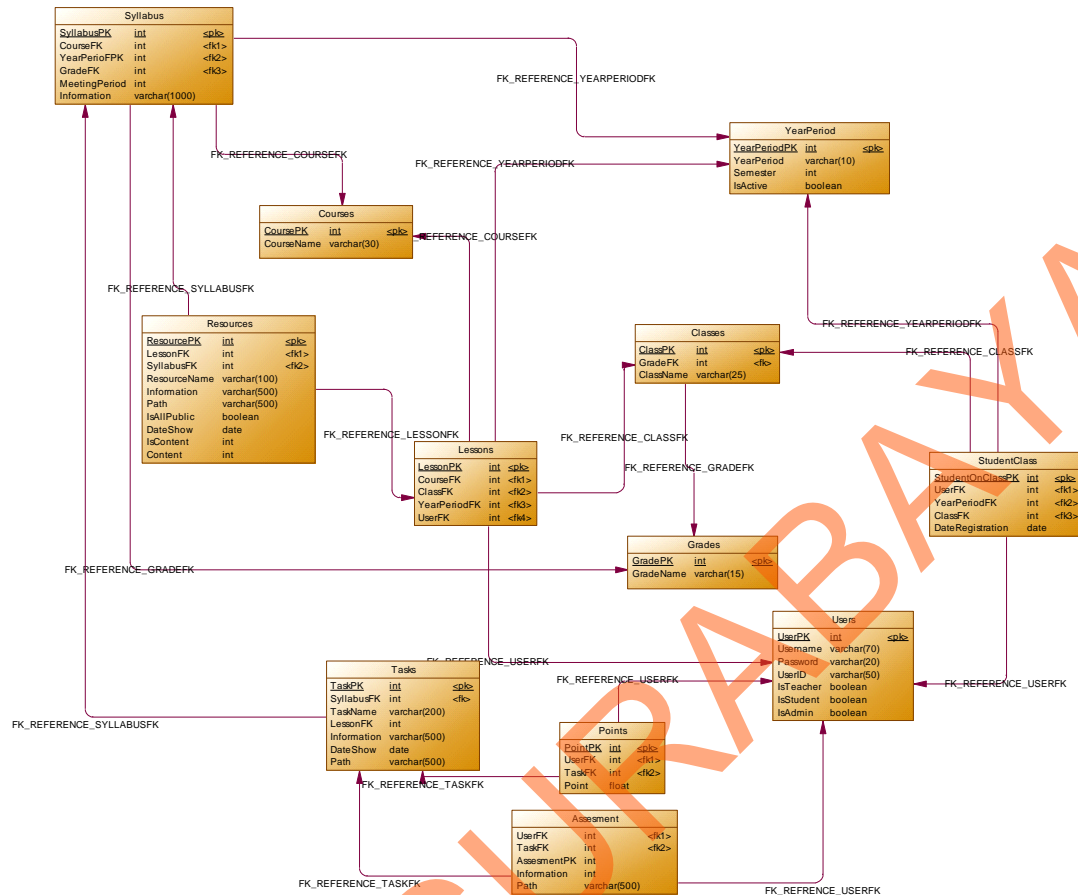 Syllabus
SyllabusPK int <pk>
CourseFK int <fk1>
YearPerioFPK int <fk2>
GradeFK int <fk3>
MeetingPeriod int
Information varchar(1000)
FK_REFERENCE_YEARPERIODFK
YearPeriod
YearPeriodPK int <pk>
YearPeriod varchar(10)
Semester int
IsActive boolean
FK_REFERENCE_COURSEFK
FK_REFERENCE_YEARPERIODFK
Courses
CoursePK int <pk>
CourseName varchar(30)
_REFERENCE_COURSEFK
FK_REFERENCE_SYLLABUSFK
Resources
ResourcePK int <pk>
LessonFK int <fk1>
SyllabusFK int <fk2>
ResourceName varchar(100)
Information varchar(500)
Path varchar(500)
IsAllPublic boolean
DateShow date
IsContent int
Content int
FK_REFERENCE_YEARPERIODFK
Classes
ClassPK int <pk>
GradeFK int <fk>
ClassName varchar(25)
FK_REFERENCE_CLASSFK
FK_REFERENCE_LESSONFK
FK_REFERENCE_CLASSFK
Lessons
LessonPK int <pk>
CourseFK int <fk1>
ClassFK int <fk2>
YearPeriodFK int <fk3>
UserFK int <fk4>
FK_REFERENCE_GRADEFK
StudentClass
StudentOnClassPK int <pk>
UserFK int <fk1>
YearPeriodFK int <fk2>
ClassFK int <fk3>
DateRegistration date
Grades
GradePK int <pk>
GradeName varchar(15)
FK_REFERENCE_GRADEFK
Users
UserPK int <pk>
Username varchar(70)
Password varchar(20)
UserID varchar(50)
IsTeacher boolean
IsStudent boolean
IsAdmin boolean
FK_REFERENCE_USERFK
FK_REFERENCE_USERFK
FK_REFERENCE_USERFK
Tasks
TaskPK int <pk>
SyllabusFK int <fk>
TaskName varchar(200)
LessonFK int
Information varchar(500)
DateShow date
Path varchar(500)
FK_REFERENCE_SYLLABUSFK
Points
PointPK int <pk>
UserFK int <fk1>
TaskFK int <fk2>
Point float
FK_REFERENCE_TASKFK
Assesment
UserFK int <fk1>
TaskFK int <fk2>
AssesmentPK int
Information int
Path varchar(500)
FK_REFERENCE_TASKFK
FK_REFRENCE_USERFK
URABAYA